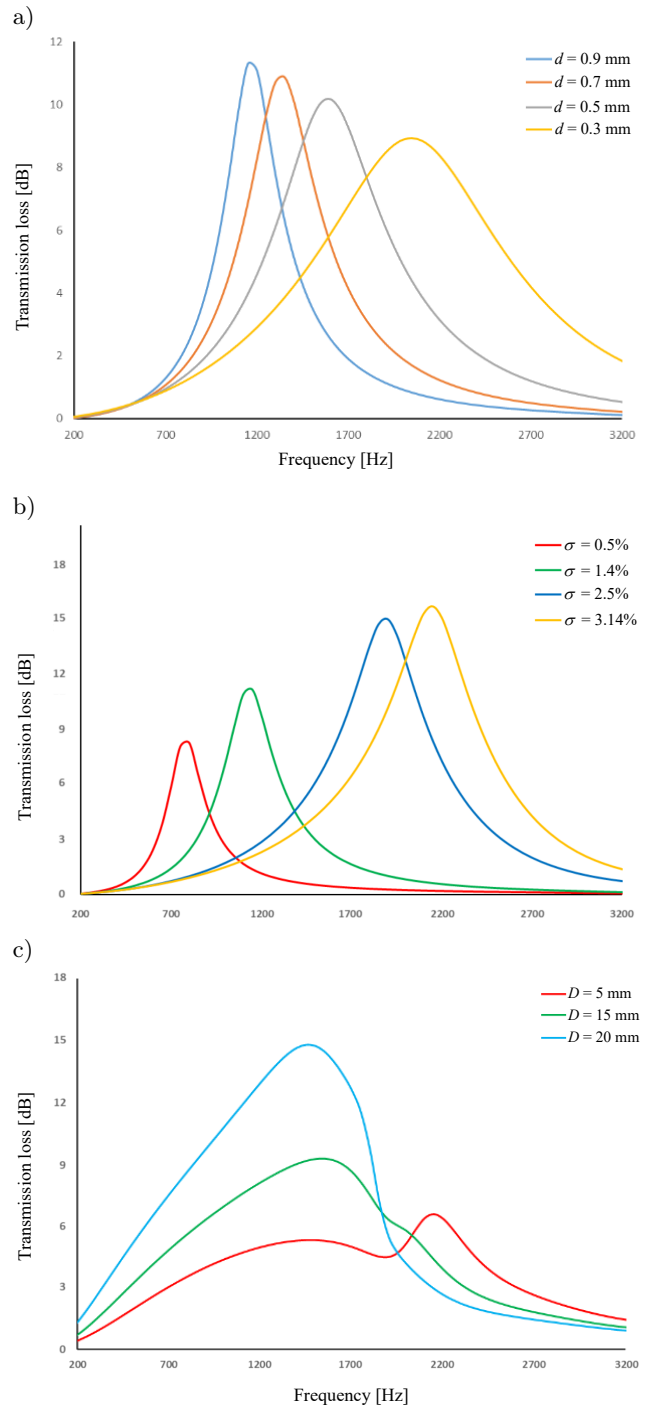 a)
12
10
8
6
4
2
0
Transmission loss [dB]
d = 0.9 mm
d = 0.7 mm
d = 0.5 mm
d = 0.3 mm
200 700 1200 1700 2200 2700 3200
Frequency [Hz]
b)
18
15
12
9
6
3
0
Transmission loss [dB]
σ = 0.5%
σ = 1.4%
σ = 2.5%
σ = 3.14%
200 700 1200 1700 2200 2700 3200
c)
18
15
12
9
6
3
0
Transmission loss [dB]
D = 5 mm
D = 15 mm
D = 20 mm
200 700 1200 1700 2200 2700 3200
Frequency [Hz]